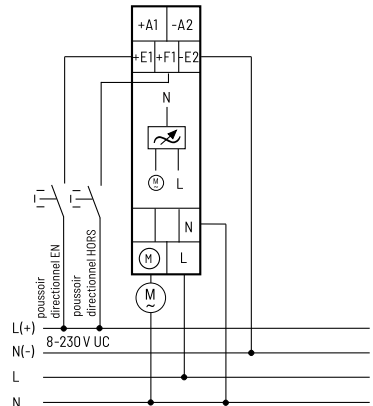 +A1 -A2
+E1 +F1 -E2
N
M ~ L
N
M L
M ~
poussoir
directionnel EN
poussoir
directionnel HORS
L(+)
8-230 V UC
N(-)
L
N